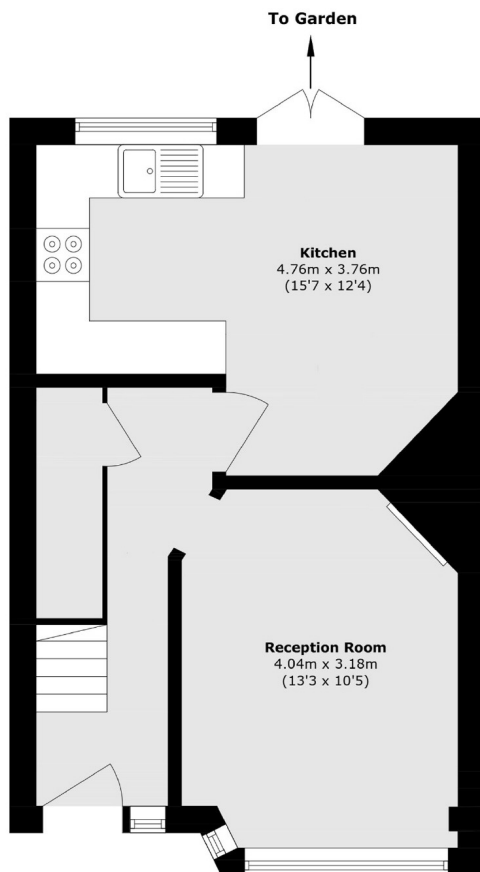 To Garden
Kitchen
4.76m x 3.76m
(15'7 x 12'4)
Reception Room
4.04m x 3.18m
(13'3 x 10'5)